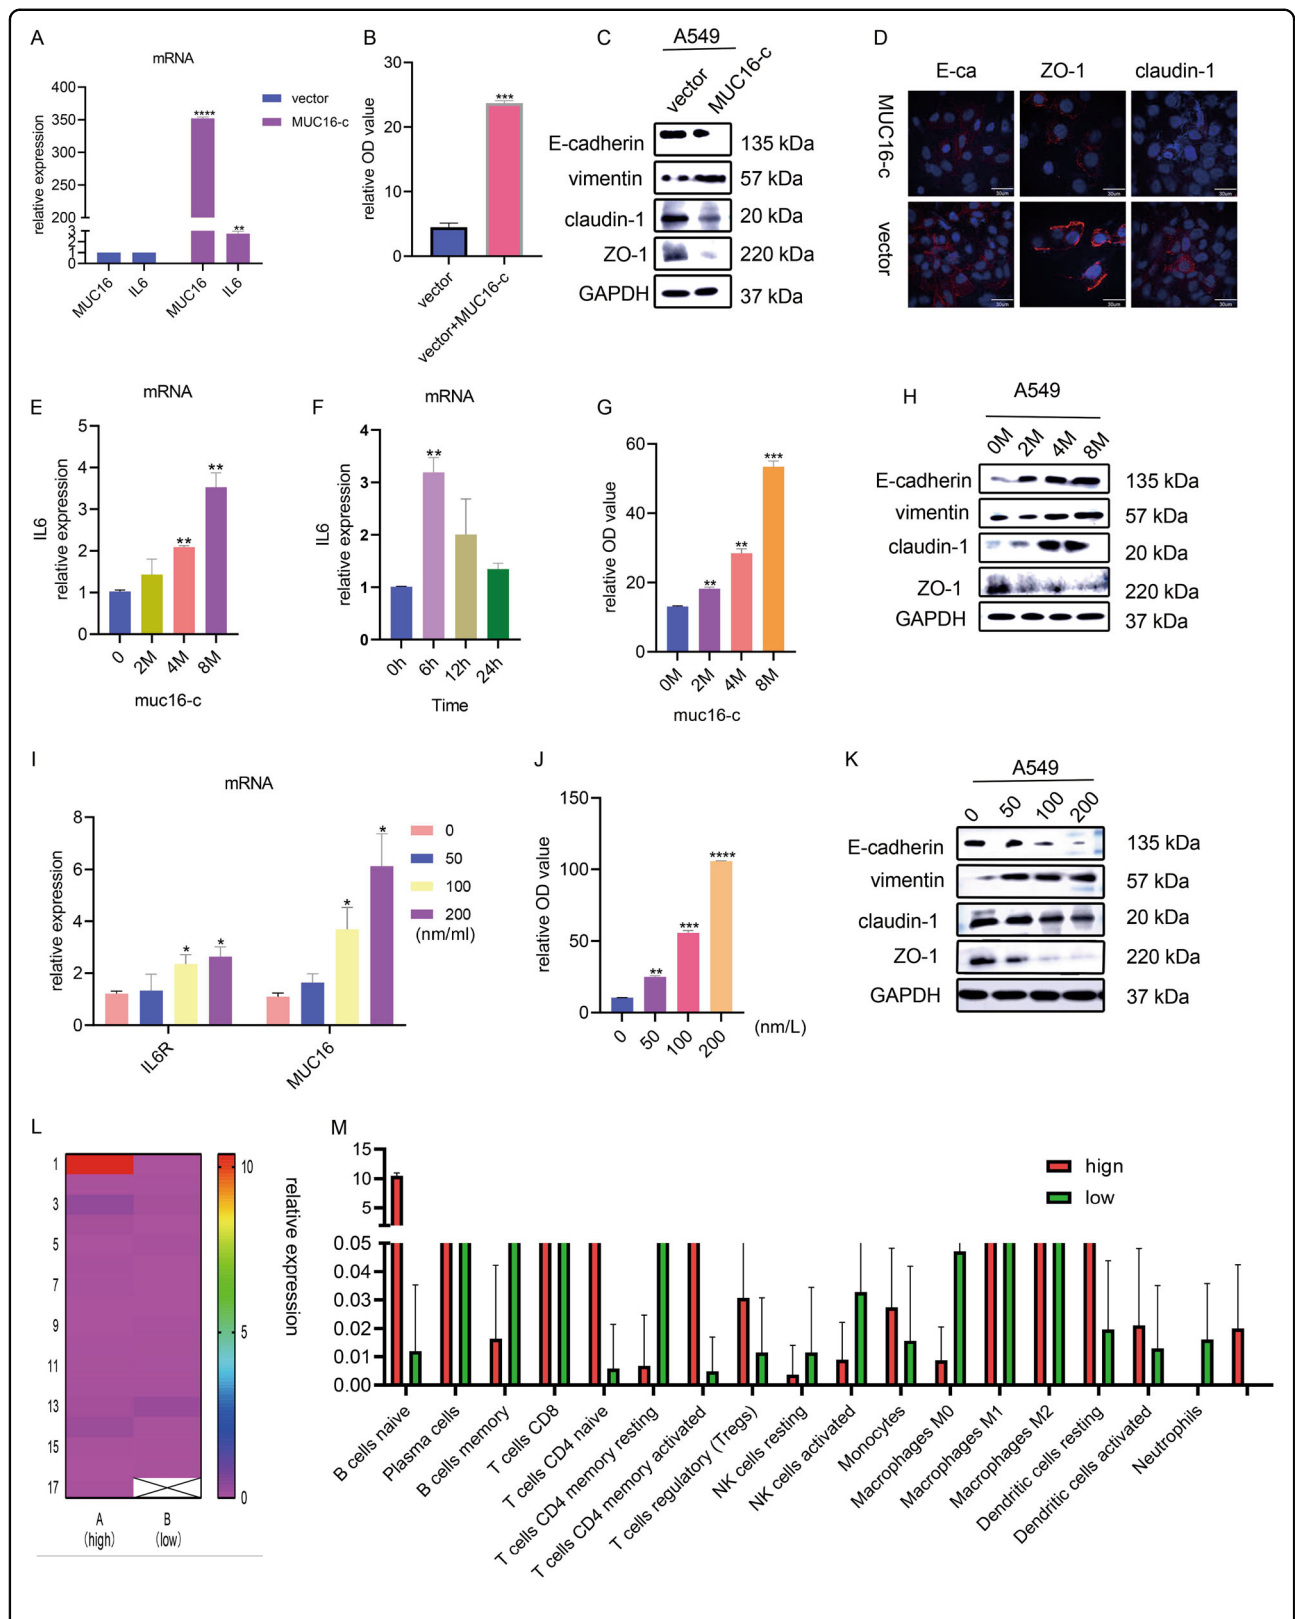 A
mRNA
relative expression
400
350
300
250
200
3
2
1
0
****
**
MUC16
IL6
MUC16
IL6
vector
MUC16-c
B
relative OD value
30
20
10
0
***
vector
vector+MUC16-c
C
A549
vector
MUC16-c
E-cadherin
135 kDa
vimentin
57 kDa
claudin-1
20 kDa
ZO-1
220 kDa
GAPDH
37 kDa
D
E-ca
ZO-1
claudin-1
MUC16-c
vector
30um
30um
30um
30um
30um
30um
E
mRNA
IL6
relative expression
5
4
3
2
1
0
**
**
0
2M
4M
8M
muc16-c
F
mRNA
IL6
relative expression
4
3
2
1
0
**
0h
6h
12h
24h
Time
G
relative OD value
60
40
20
0
**
**
***
0M
2M
4M
8M
muc16-c
H
A549
0M
2M
4M
8M
E-cadherin
135 kDa
vimentin
57 kDa
claudin-1
20 kDa
ZO-1
220 kDa
GAPDH
37 kDa
I
mRNA
relative expression
8
6
4
2
0
*
*
*
*
IL6R
MUC16
0
50
100
200
(nm/ml)
J
relative OD value
150
100
50
0
**
***
****
0
50
100
200
(nm/L)
K
A549
0
50
100
200
E-cadherin
135 kDa
vimentin
57 kDa
claudin-1
20 kDa
ZO-1
220 kDa
GAPDH
37 kDa
L
1
3
5
7
9
11
13
15
17
A
(high)
B
(low)
10
5
0
relative expression
M
15
10
5
0.05
0.04
0.03
0.02
0.01
0.00
hign
low
B cells naive
Plasma cells
B cells memory
T cells CD8
T cells CD4 naive
T cells CD4 memory resting
T cells CD4 memory activated
T cells regulatory (Tregs)
NK cells resting
NK cells activated
Monocytes
Macrophages M0
Macrophages M1
Macrophages M2
Dendritic cells resting
Dendritic cells activated
Neutrophils